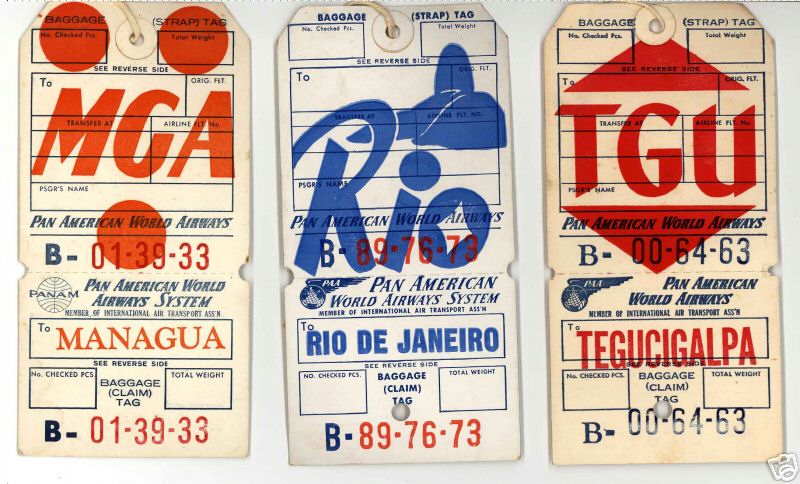 BAGGAGE (STRAP) TAG
No. Checked Pcs. Total Weight
SEE REVERSE SIDE
To ORIG. FLT.
MGA
TRANSFER AT AIRLINE FLT. No.
PSGR'S NAME
PAN AMERICAN WORLD AIRWAYS
B- 01-39-33
PANAM
PAN AMERICAN WORLD
AIRWAYS SYSTEM
MEMBER OF INTERNATIONAL AIR TRANSPORT ASS'N
To MANAGUA
SEE REVERSE SIDE
NO. CHECKED PCS. TOTAL WEIGHT
BAGGAGE
(CLAIM)
TAG
B- 01-39-33
BAGGAGE (STRAP) TAG
No. Checked Pcs. Total Weight
SEE REVERSE SIDE
To ORIG. FLT.
TRANSFER AT AIRLINE FLT. No.
Rio
PSGR'S NAME
PAN AMERICAN WORLD AIRWAYS
B- 89-76-73
PAA
PAN AMERICAN
WORLD AIRWAYS SYSTEM
MEMBER OF INTERNATIONAL AIR TRANSPORT ASS'N
To RIO DE JANEIRO
SEE REVERSE SIDE
NO. CHECKED PCS. TOTAL WEIGHT
BAGGAGE
(CLAIM)
TAG
B- 89-76-73
BAGGAGE (STRAP) TAG
No. Checked Pcs. Total Weight
SEE REVERSE SIDE
To ORIG. FLT.
TGU
TRANSFER AT AIRLINE FLT. No.
PSGR'S NAME
PAN AMERICAN WORLD AIRWAYS
B- 00-64-63
PAA
PAN AMERICAN
WORLD AIRWAYS
MEMBER OF INTERNATIONAL AIR TRANSPORT ASS'N
To TEGUCIGALPA
SEE REVERSE SIDE
NO. CHECKED PCS. TOTAL WEIGHT
BAGGAGE
(CLAIM)
TAG
B- 00-64-63